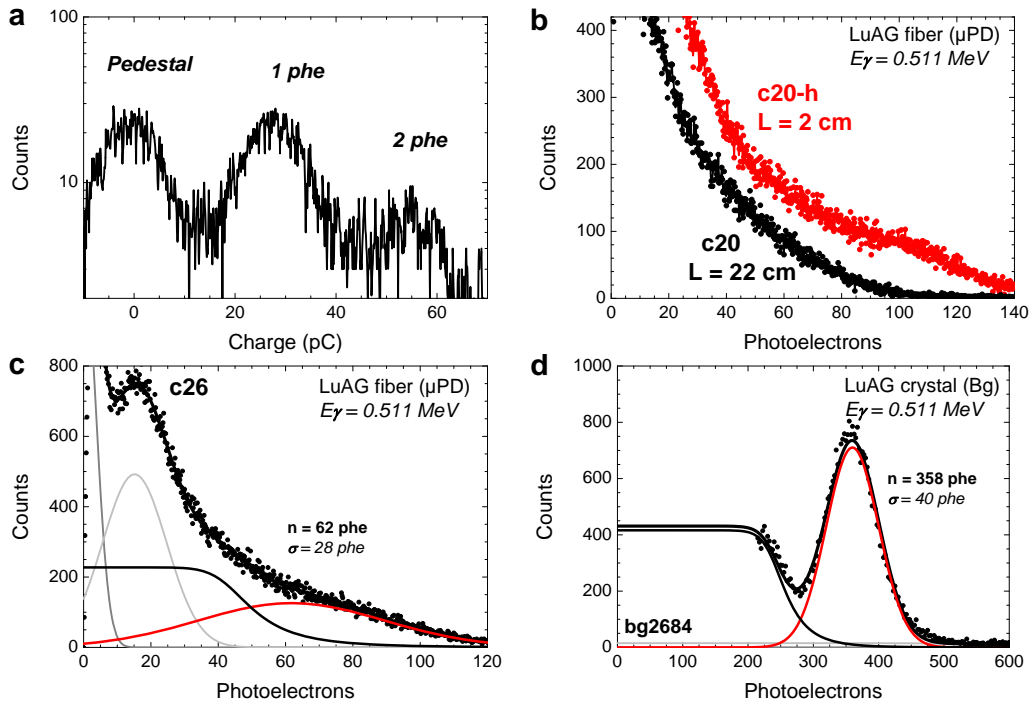 a
100
10
Counts
Pedestal
1 phe
2 phe
0 20 40 60
Charge (pC)
b
400
300
200
100
0
Counts
LuAG fiber (μPD)
Eγ = 0.511 MeV
c20-h
L = 2 cm
c20
L = 22 cm
0 20 40 60 80 100 120 140
Photoelectrons
c
800
600
400
200
0
Counts
c26
LuAG fiber (μPD)
Eγ = 0.511 MeV
n = 62 phe
σ = 28 phe
0 20 40 60 80 100 120
Photoelectrons
d
1000
800
600
400
200
0
Counts
LuAG crystal (Bg)
Eγ = 0.511 MeV
n = 358 phe
σ = 40 phe
bg2684
0 100 200 300 400 500 600
Photoelectrons